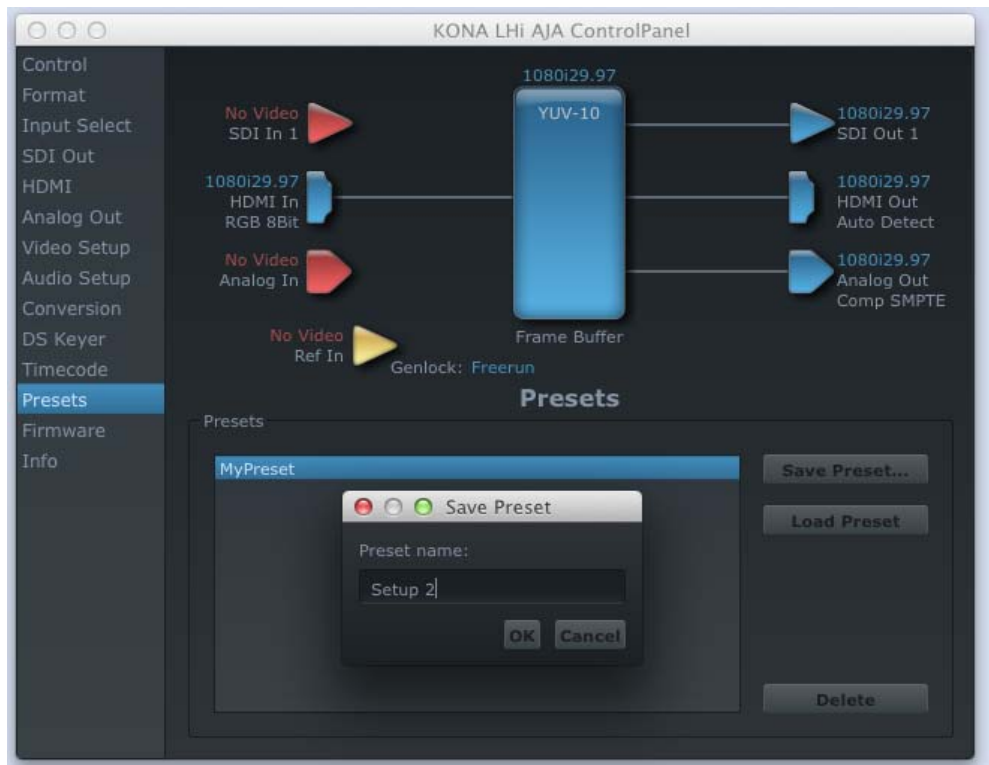 KONA LHi AJA ControlPanel
Control
Format
Input Select
SDI Out
HDMI
Analog Out
Video Setup
Audio Setup
Conversion
DS Keyer
Timecode
Presets
Firmware
Info
1080i29.97
YUV-10
Frame Buffer
No Video
SDI In 1
1080i29.97
HDMI In
RGB 8Bit
No Video
Analog In
No Video
Ref In
Genlock: Freerun
1080i29.97
SDI Out 1
1080i29.97
HDMI Out
Auto Detect
1080i29.97
Analog Out
Comp SMPTE
Presets
Presets
MyPreset
Save Preset...
Load Preset
Delete
Save Preset
Preset name:
Setup 2
OK Cancel